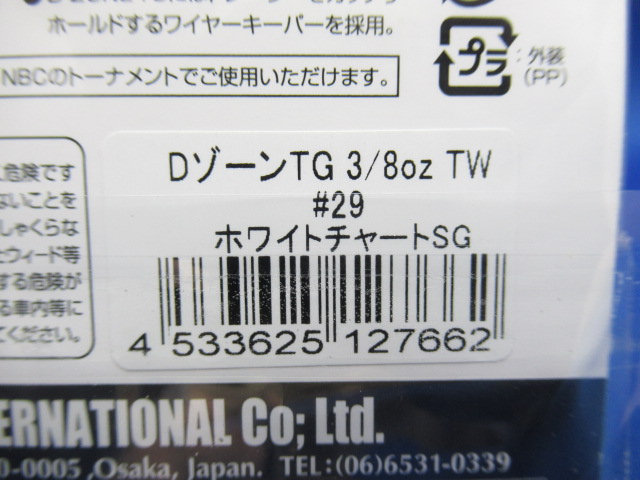 ホールドするワイヤーキーパーを採用。
NBCのトーナメントでご使用いただけます。
プラ
:外装
(PP)
危険です
ないことを
しゃくらな
ウィード等
する危険が
る車内等に
てください。
DゾーンTG 3/8oz TW
#29
ホワイトチャートSG
4 533625 127662
ERNATIONAL Co; Ltd.
0-0005 ,Osaka, Japan. TEL:(06)6531-0339